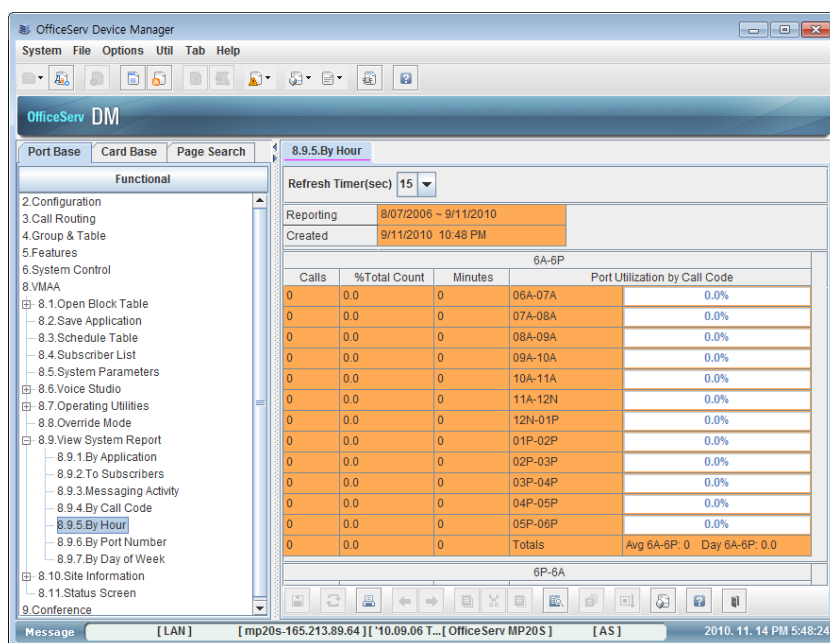 OfficeServ Device Manager
System File Options Util Tab Help
OfficeServ DM
Port Base Card Base Page Search
Functional
2.Configuration
3.Call Routing
4.Group & Table
5.Features
6.System Control
8.VMAA
8.1.Open Block Table
8.2.Save Application
8.3.Schedule Table
8.4.Subscriber List
8.5.System Parameters
8.6.Voice Studio
8.7.Operating Utilities
8.8.Override Mode
8.9.View System Report
8.9.1.By Application
8.9.2.To Subscribers
8.9.3.Messaging Activity
8.9.4.By Call Code
8.9.5.By Hour
8.9.6.By Port Number
8.9.7.By Day of Week
8.10.Site Information
8.11.Status Screen
9.Conference
8.9.5.By Hour
Refresh Timer(sec) 15
Reporting 8/07/2006 ~ 9/11/2010
Created 9/11/2010 10:48 PM
6A-6P
Calls %Total Count Minutes Port Utilization by Call Code
0 0.0 0 06A-07A 0.0%
0 0.0 0 07A-08A 0.0%
0 0.0 0 08A-09A 0.0%
0 0.0 0 09A-10A 0.0%
0 0.0 0 10A-11A 0.0%
0 0.0 0 11A-12N 0.0%
0 0.0 0 12N-01P 0.0%
0 0.0 0 01P-02P 0.0%
0 0.0 0 02P-03P 0.0%
0 0.0 0 03P-04P 0.0%
0 0.0 0 04P-05P 0.0%
0 0.0 0 05P-06P 0.0%
0 0.0 0 Totals Avg 6A-6P: 0 Day 6A-6P: 0.0
6P-6A
Message [ LAN ] [ mp20s-165.213.89.64 ] [ '10.09.06 T...[ OfficeServ MP20S ] [ AS ] 2010. 11. 14 PM 5:48:24